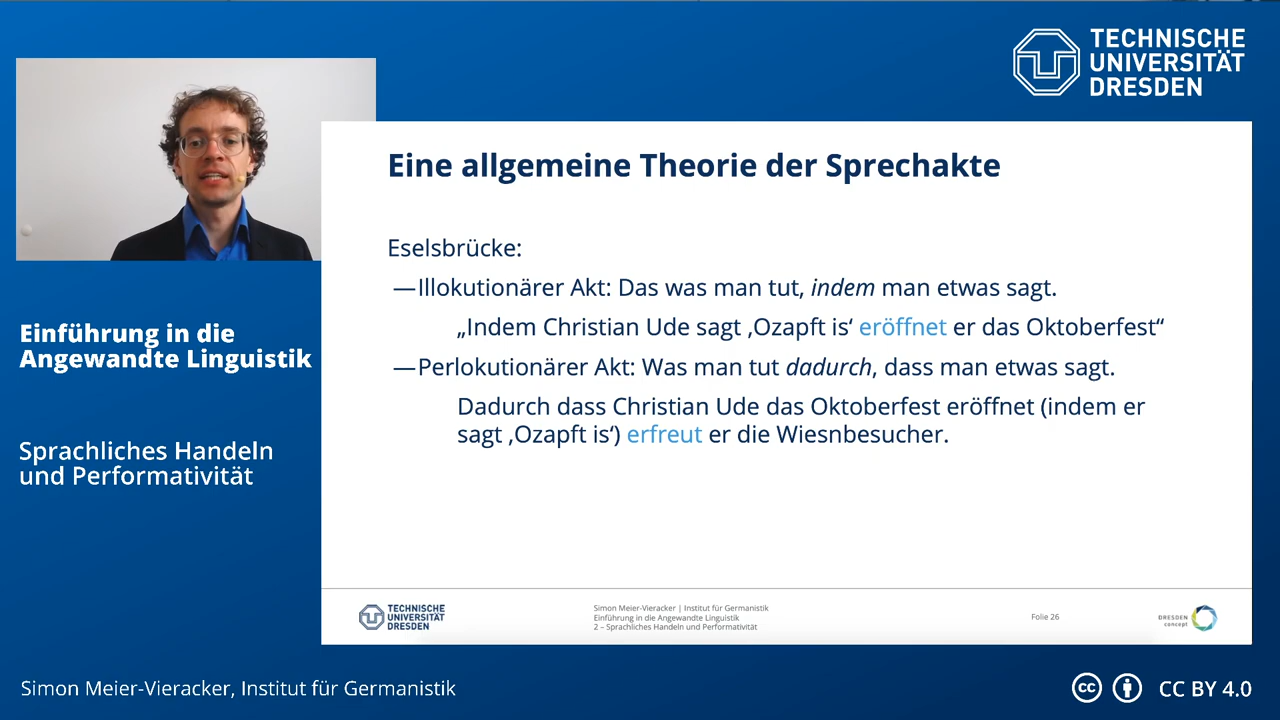 TECHNISCHE
UNIVERSITÄT
DRESDEN
Eine allgemeine Theorie der Sprechakte
Eselsbrücke:
—Illokutionärer Akt: Das was man tut, indem man etwas sagt.
„Indem Christian Ude sagt ‚Ozapft is‘ eröffnet er das Oktoberfest“
—Perlokutionärer Akt: Was man tut dadurch, dass man etwas sagt.
Dadurch dass Christian Ude das Oktoberfest eröffnet (indem er
sagt ‚Ozapft is‘) erfreut er die Wiesnbesucher.
Einführung in die
Angewandte Linguistik
Sprachliches Handeln
und Performativität
TECHNISCHE
UNIVERSITÄT
DRESDEN
Simon Meier-Vieracker | Institut für Germanistik
Einführung in die Angewandte Linguistik
2 – Sprachliches Handeln und Performativität
Folie 26
DRESDEN
concept
Simon Meier-Vieracker, Institut für Germanistik
cc CC BY 4.0